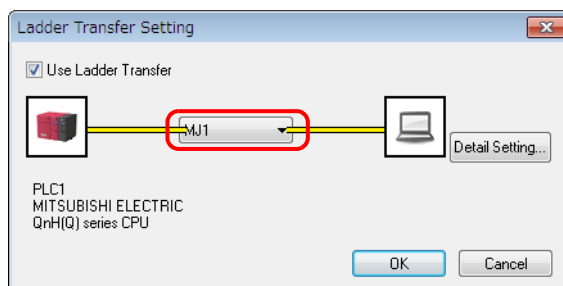 Ladder Transfer Setting
Use Ladder Transfer
MJ1
Detail Setting...
PLC1
MITSUBISHI ELECTRIC
QnH(Q) series CPU
OK
Cancel